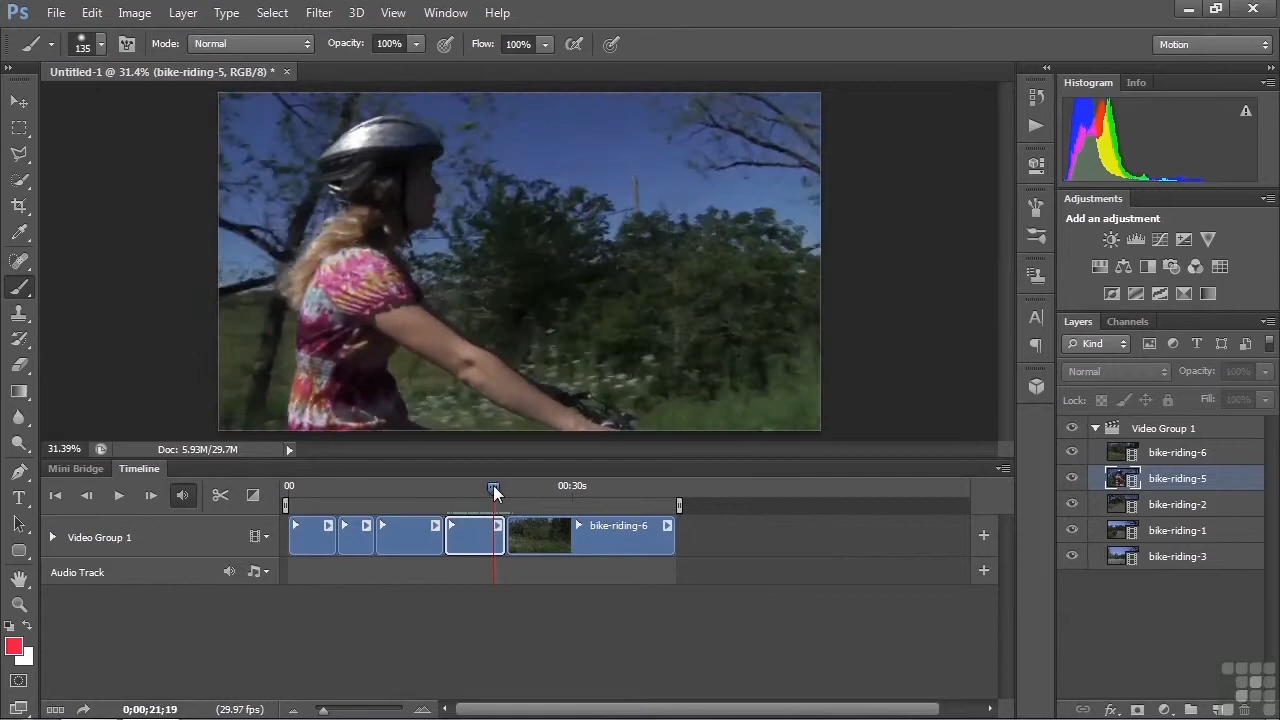 Ps File Edit Image Layer Type Select Filter 3D View Window Help
135 Mode: Normal Opacity: 100% Flow: 100% Motion
Untitled-1 @ 31.4% (bike-riding-5, RGB/8) * ×
Histogram Info
Adjustments
Add an adjustment
Layers Channels
Kind
Normal Opacity: 100%
Lock: Fill: 100%
Video Group 1
bike-riding-6
bike-riding-5
bike-riding-2
bike-riding-1
bike-riding-3
31.39% Doc: 5.93M/29.7M
Mini Bridge Timeline
00 00:30s
Video Group 1 bike-riding-6
Audio Track
0;00;21;19 (29.97 fps)